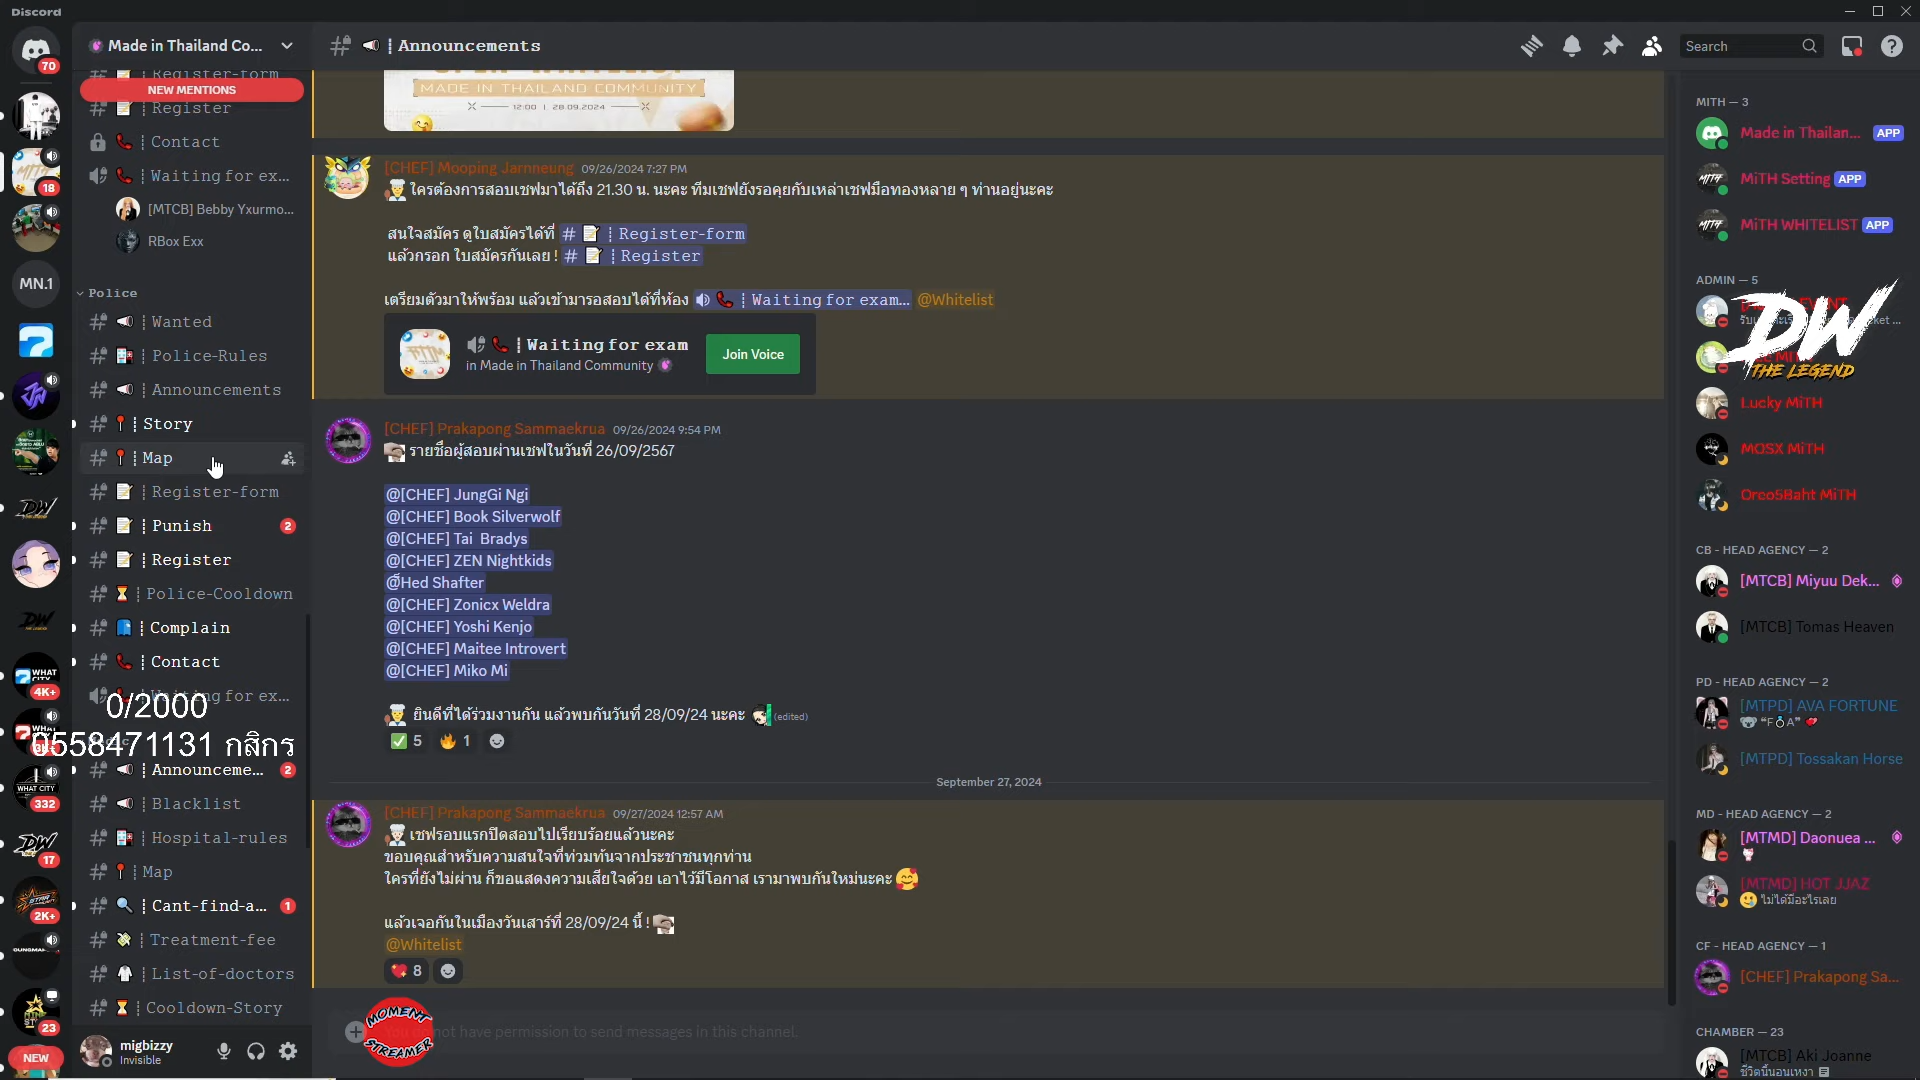 Discord
70
18
MN.1
4K+
3K+
332
17
2K+
23
NEW
WHAT CITY
Made in Thailand Co...
Register-form
NEW MENTIONS
Register
Contact
Waiting for ex...
[MTCB] Bebby Yxurmo...
RBox Exx
Police
Wanted
Police-Rules
Announcements
Story
Map
Register-form
Punish 2
Register
Police-Cooldown
Complain
Contact
Waiting for ex...
0/2000
0558471131 กสิกร
Announceme... 2
Blacklist
Hospital-rules
Map
Cant-find-a... 1
Treatment-fee
List-of-doctors
Cooldown-Story
migbizzy
Invisible
Announcements
Search
OPEN WHITELIST
MADE IN THAILAND COMMUNITY
12:00 | 28.09.2024
[CHEF] Mooping Jarnneung 09/26/2024 7:27 PM
ใครต้องการสอบเชฟมาได้ถึง 21.30 น. นะคะ ทีมเชฟยังรอคุยกับเหล่าเชฟมือทองหลาย ๆ ท่านอยู่นะคะ
สนใจสมัคร ดูใบสมัครได้ที่ # Register-form
แล้วกรอก ใบสมัครกันเลย ! # Register
เตรียมตัวมาให้พร้อม แล้วเข้ามารอสอบได้ที่ห้อง Waiting for exam... @Whitelist
Waiting for exam
in Made in Thailand Community
Join Voice
[CHEF] Prakapong Sammaekrua 09/26/2024 9:54 PM
รายชื่อผู้สอบผ่านเชฟในวันที่ 26/09/2567
@[CHEF] JungGi Ngi
@[CHEF] Book Silverwolf
@[CHEF] Tai Bradys
@[CHEF] ZEN Nightkids
@Hed Shafter
@[CHEF] Zonicx Weldra
@[CHEF] Yoshi Kenjo
@[CHEF] Maitee Introvert
@[CHEF] Miko Mi
ยินดีที่ได้ร่วมงานกัน แล้วพบกันวันที่ 28/09/24 นะคะ (edited)
5 1
September 27, 2024
[CHEF] Prakapong Sammaekrua 09/27/2024 12:57 AM
เชฟรอบแรกปิดสอบไปเรียบร้อยแล้วนะคะ
ขอบคุณสำหรับความสนใจที่ท่วมท้นจากประชาชนทุกท่าน
ใครที่ยังไม่ผ่าน ก็ขอแสดงความเสียใจด้วย เอาไว้มีโอกาส เรามาพบกันใหม่นะคะ
แล้วเจอกันในเมืองวันเสาร์ที่ 28/09/24 นี้ !
@Whitelist
8
MOMENT
STREAMER
not have permission to send messages in this channel.
MITH — 3
Made in Thailan... APP
MiTH Setting APP
MiTH WHITELIST APP
ADMIN — 5
DW
THE LEGEND
Lucky MiTH
MOSX MiTH
Oreo5Baht MiTH
CB - HEAD AGENCY — 2
[MTCB] Miyuu Dek...
[MTCB] Tomas Heaven
PD - HEAD AGENCY — 2
[MTPD] AVA FORTUNE
[MTPD] Tossakan Horse
MD - HEAD AGENCY — 2
[MTMD] Daonuea ...
[MTMD] HOT JJAZ
ไม่ได้มีอะไรเลย
CF - HEAD AGENCY — 1
[CHEF] Prakapong Sa...
CHAMBER — 23
[MTCB] Aki Joanne
ชีวิตนี้นอนเหงา